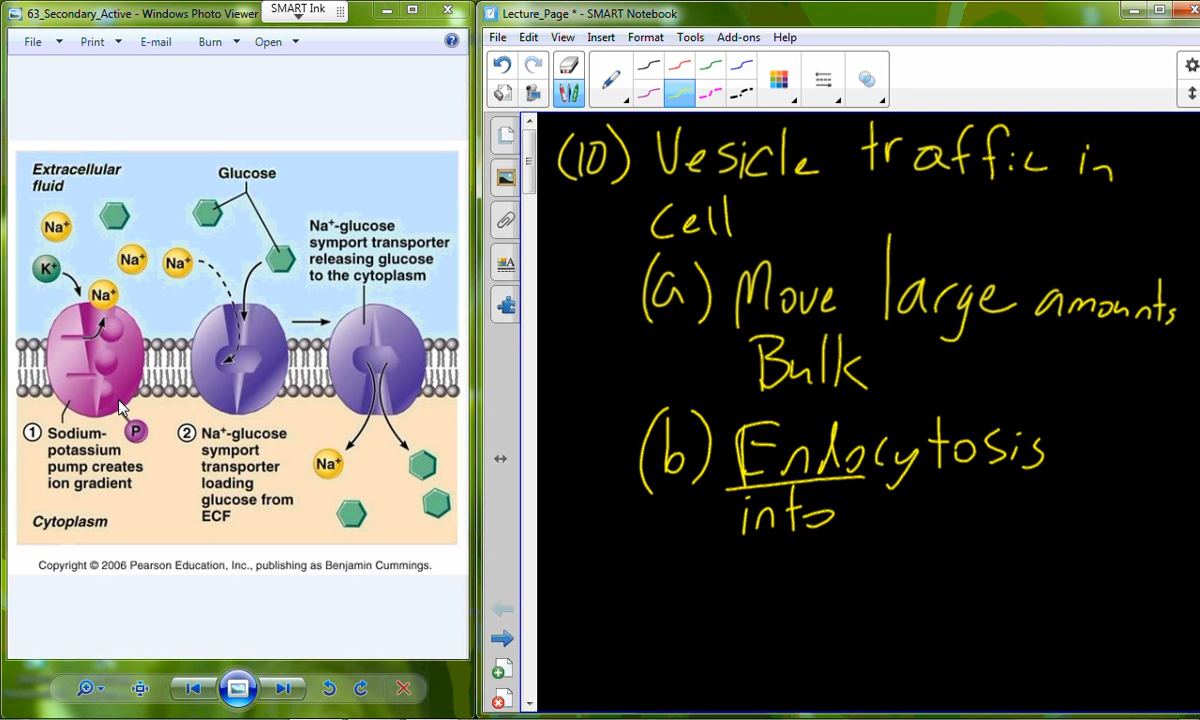 63_Secondary_Active - Windows Photo Viewer
SMART Ink
File Print E-mail Burn Open
Extracellular
fluid
Glucose
Na+
Na+
Na+
K+
Na+
Na+-glucose
symport transporter
releasing glucose
to the cytoplasm
1 Sodium-
potassium
pump creates
ion gradient
P
2 Na+-glucose
symport
transporter
loading
glucose from
ECF
Na+
Cytoplasm
Copyright © 2006 Pearson Education, Inc., publishing as Benjamin Cummings.
Lecture_Page * - SMART Notebook
File Edit View Insert Format Tools Add-ons Help
(10) Vesicle traffic in
cell
(a) Move large amounts
Bulk
(b) Endocytosis
into